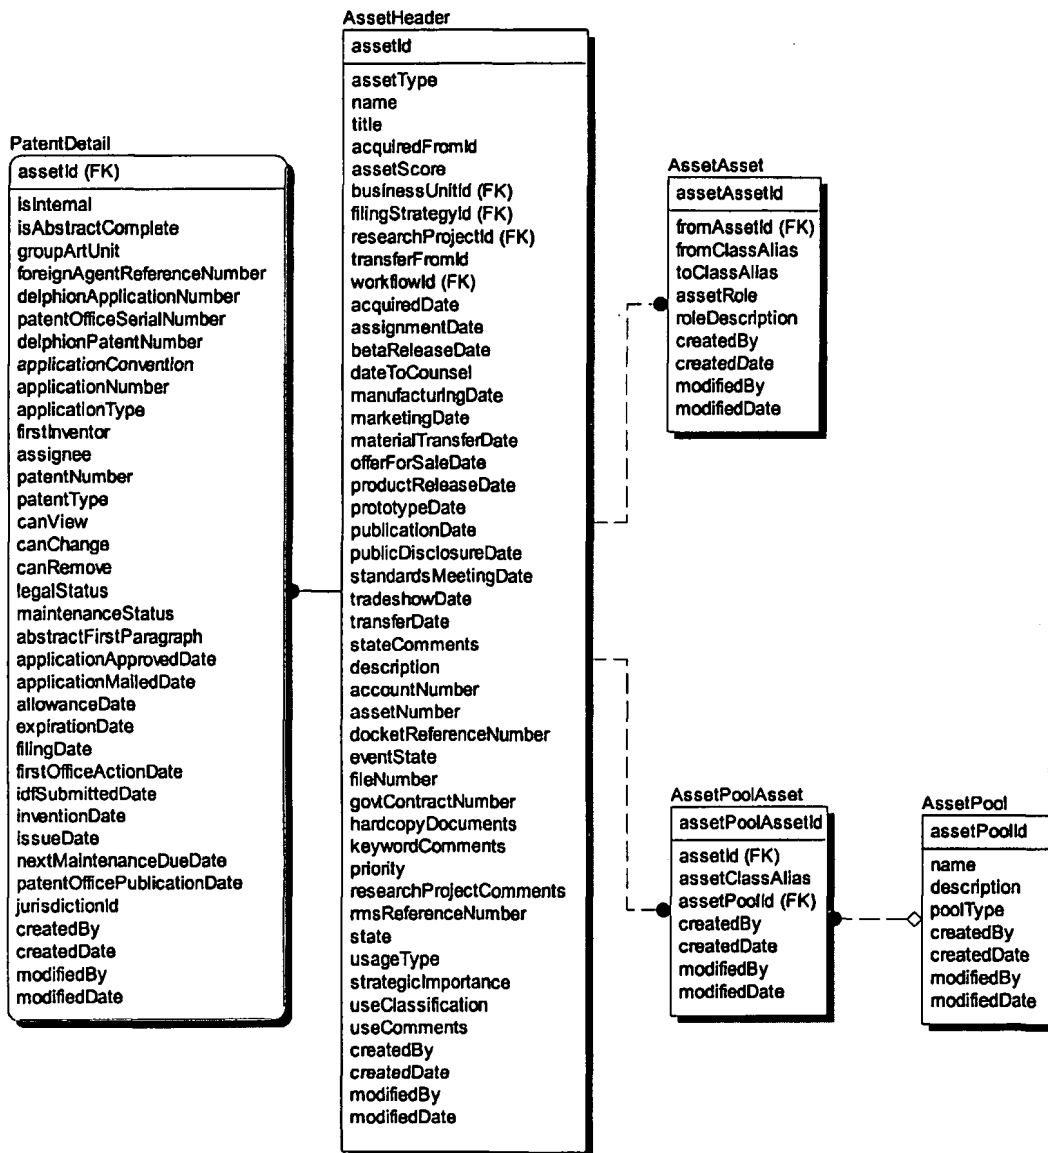 AssetHeader
assetId
assetType
name
title
acquiredFromId
assetScore
businessUnitId (FK)
filingStrategyId (FK)
researchProjectId (FK)
transferFromId
workflowId (FK)
acquiredDate
assignmentDate
betaReleaseDate
dateToCounsel
manufacturingDate
marketingDate
materialTransferDate
offerForSaleDate
productReleaseDate
prototypeDate
publicationDate
publicDisclosureDate
standardsMeetingDate
tradeshowDate
transferDate
stateComments
description
accountNumber
assetNumber
docketReferenceNumber
eventState
fileNumber
govtContractNumber
hardcopyDocuments
keywordComments
priority
researchProjectComments
rmsReferenceNumber
state
usageType
strategicImportance
useClassification
useComments
createdBy
createdDate
modifiedBy
modifiedDate
PatentDetail
assetId (FK)
isInternal
isAbstractComplete
groupArtUnit
foreignAgentReferenceNumber
delphionApplicationNumber
patentOfficeSerialNumber
delphionPatentNumber
applicationConvention
applicationNumber
applicationType
firstInventor
assignee
patentNumber
patentType
canView
canChange
canRemove
legalStatus
maintenanceStatus
abstractFirstParagraph
applicationApprovedDate
applicationMailedDate
allowanceDate
expirationDate
filingDate
firstOfficeActionDate
idfSubmittedDate
inventionDate
issueDate
nextMaintenanceDueDate
patentOfficePublicationDate
jurisdictionId
createdBy
createdDate
modifiedBy
modifiedDate
AssetAsset
assetAssetId
fromAssetId (FK)
fromClassAlias
toClassAlias
assetRole
roleDescription
createdBy
createdDate
modifiedBy
modifiedDate
AssetPoolAsset
assetPoolAssetId
assetId (FK)
assetClassAlias
assetPoolId (FK)
createdBy
createdDate
modifiedBy
modifiedDate
AssetPool
assetPoolId
name
description
poolType
createdBy
createdDate
modifiedBy
modifiedDate